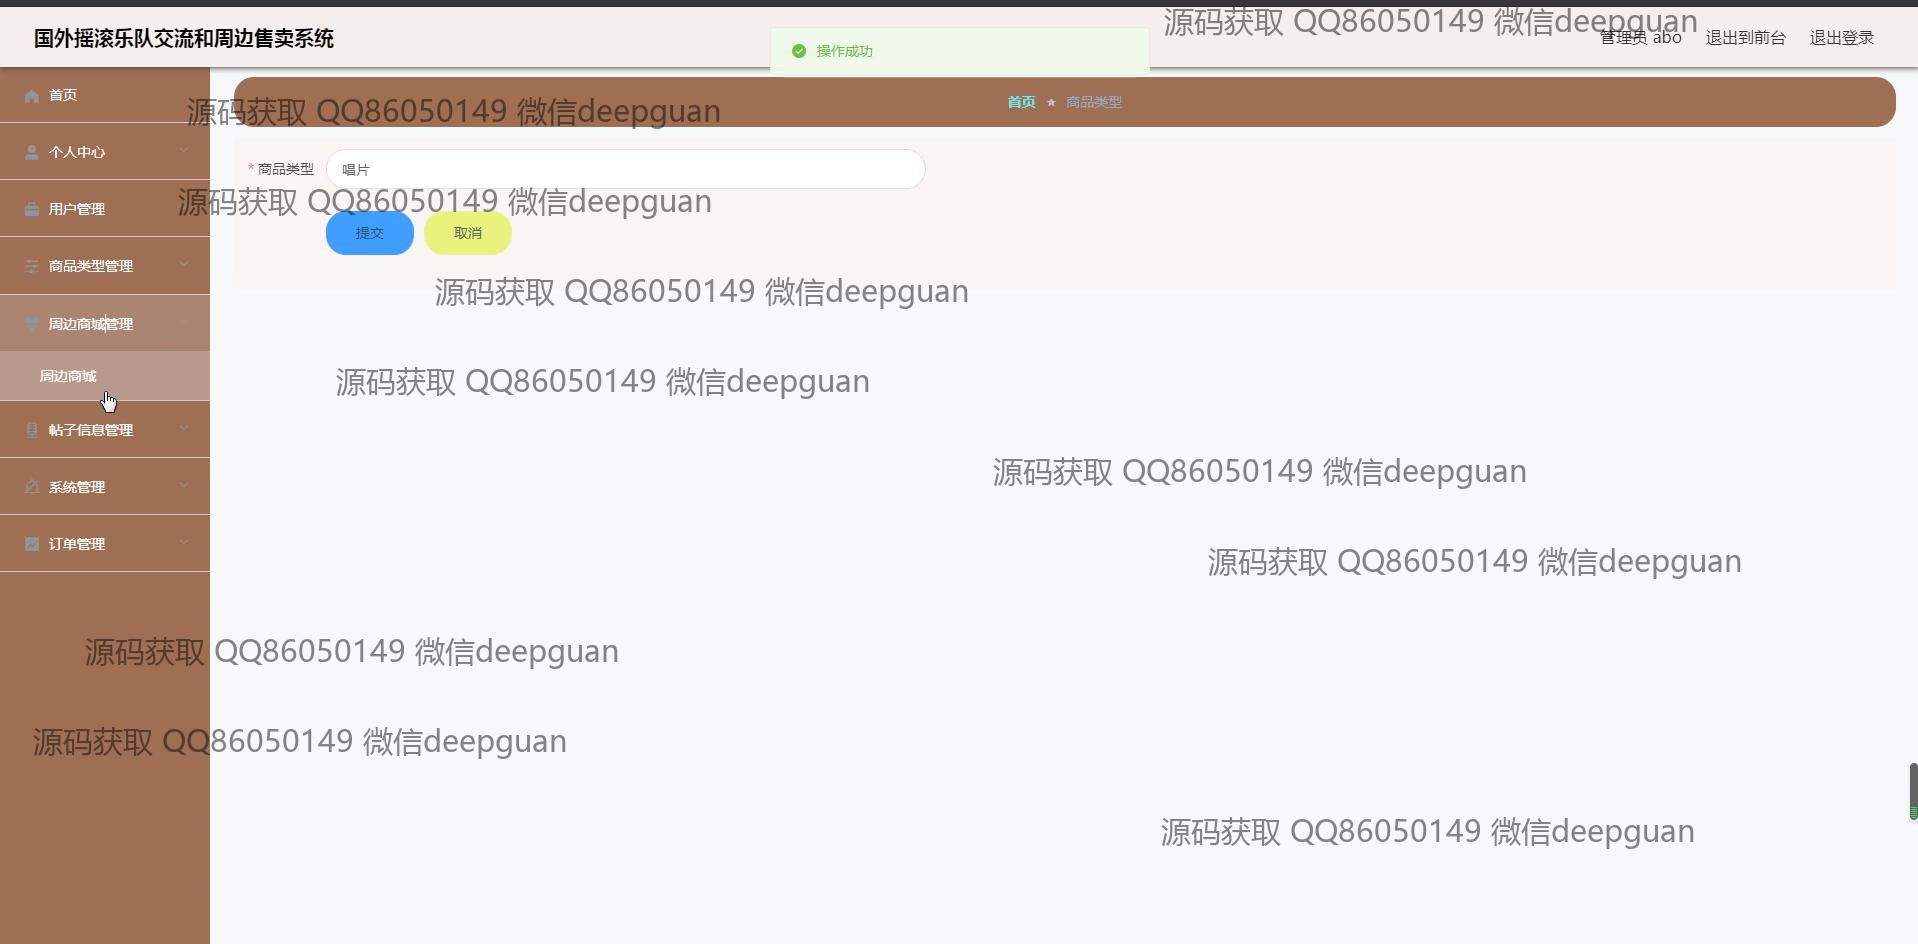 国外摇滚乐队交流和周边售卖系统
操作成功
源码获取 QQ86050149 微信deepguan
管理员 abo
退出到前台
退出登录
首页
源码获取 QQ86050149 微信deepguan
首页 ★ 商品类型
个人中心
* 商品类型
唱片
用户管理
源码获取 QQ86050149 微信deepguan
提交
取消
商品类型管理
源码获取 QQ86050149 微信deepguan
周边商城管理
周边商城
源码获取 QQ86050149 微信deepguan
帖子信息管理
源码获取 QQ86050149 微信deepguan
系统管理
订单管理
源码获取 QQ86050149 微信deepguan
源码获取 QQ86050149 微信deepguan
源码获取 QQ86050149 微信deepguan
源码获取 QQ86050149 微信deepguan